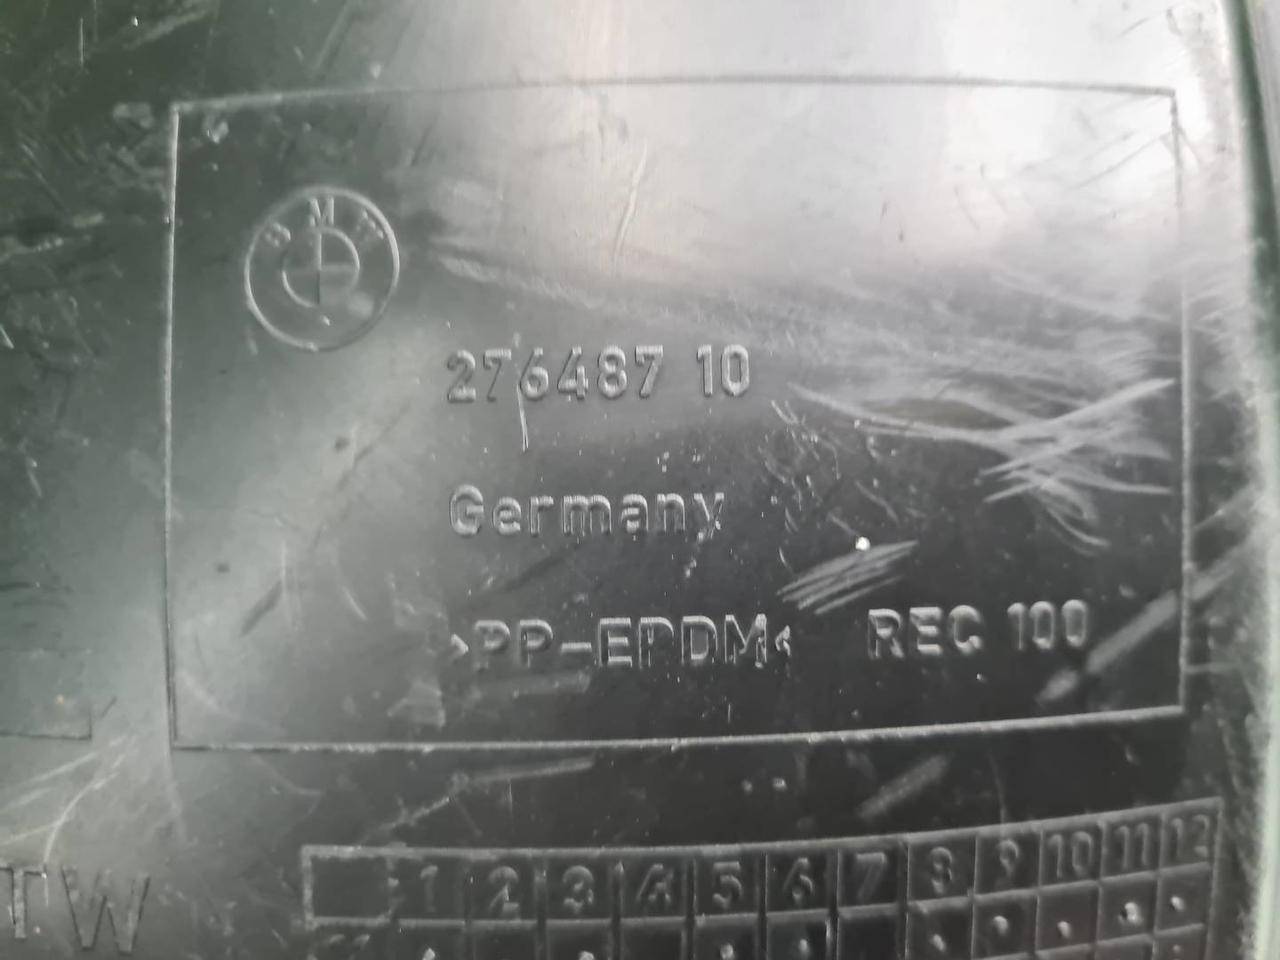 BMW
276487 10
Germany
>PP-EPDM< REC 100
TW
1 2 3 4 5 6 7 8 9 10 11 12